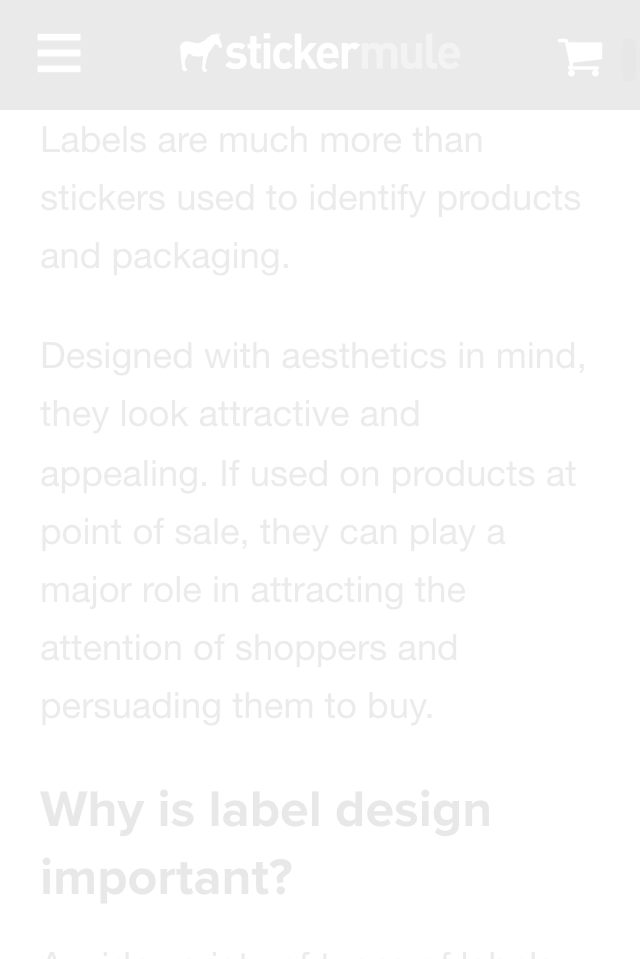 stickermule
Labels are much more than
stickers used to identify products
and packaging.
Designed with aesthetics in mind,
they look attractive and
appealing. If used on products at
point of sale, they can play a
major role in attracting the
attention of shoppers and
persuading them to buy.
Why is label design
important?